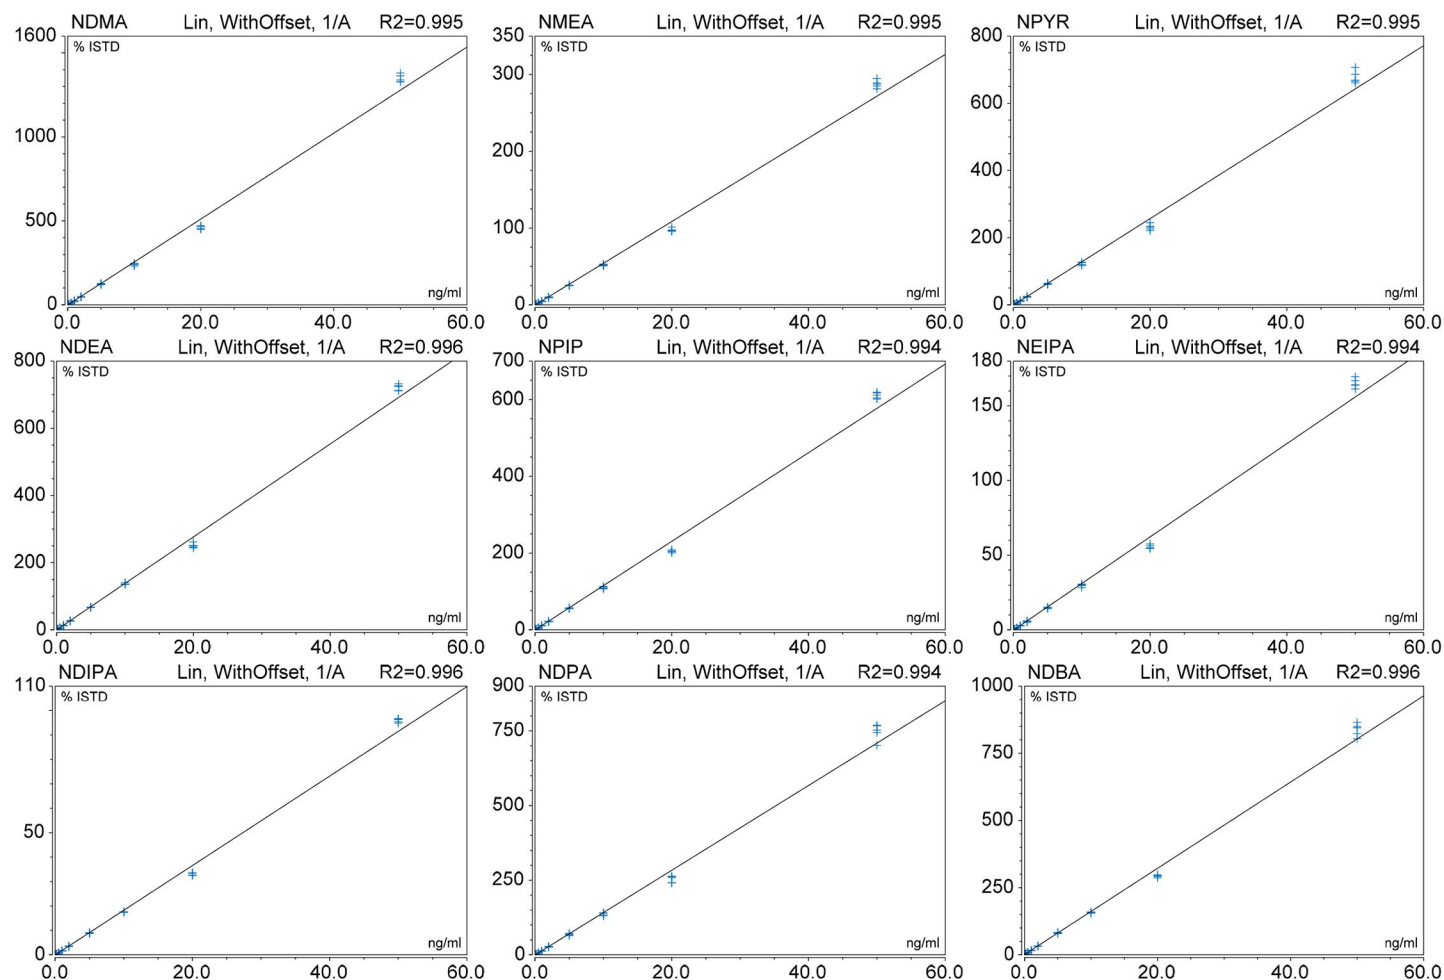 NDMA Lin, WithOffset, 1/A R2=0.995
1600
% ISTD
1000
500
0
ng/ml
0.0 20.0 40.0 60.0
NMEA Lin, WithOffset, 1/A R2=0.995
350
% ISTD
300
200
100
0
ng/ml
0.0 20.0 40.0 60.0
NPYR Lin, WithOffset, 1/A R2=0.995
800
% ISTD
600
400
200
0
ng/ml
0.0 20.0 40.0 60.0
NDEA Lin, WithOffset, 1/A R2=0.996
800
% ISTD
600
400
200
0
ng/ml
0.0 20.0 40.0 60.0
NPIP Lin, WithOffset, 1/A R2=0.994
700
% ISTD
600
400
200
0
ng/ml
0.0 20.0 40.0 60.0
NEIPA Lin, WithOffset, 1/A R2=0.994
180
% ISTD
150
100
50
0
ng/ml
0.0 20.0 40.0 60.0
NDIPA Lin, WithOffset, 1/A R2=0.996
110
% ISTD
50
0
ng/ml
0.0 20.0 40.0 60.0
NDPA Lin, WithOffset, 1/A R2=0.994
900
% ISTD
750
500
250
0
ng/ml
0.0 20.0 40.0 60.0
NDBA Lin, WithOffset, 1/A R2=0.996
1000
% ISTD
750
500
250
0
ng/ml
0.0 20.0 40.0 60.0